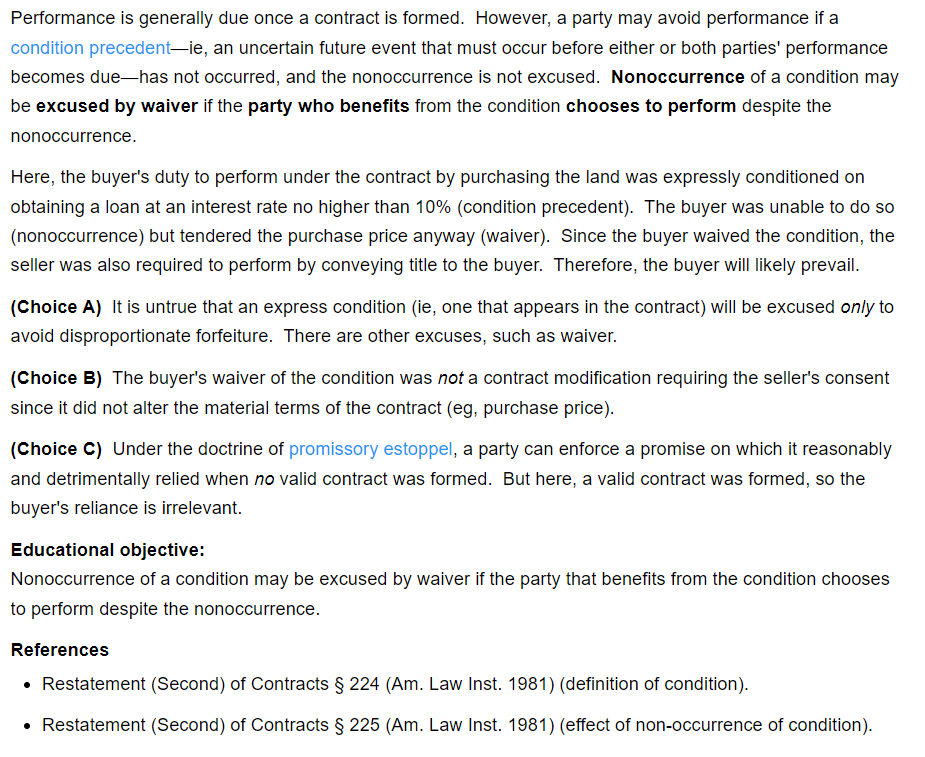 Performance is generally due once a contract is formed.  However, a party may avoid performance if a
condition precedent—ie, an uncertain future event that must occur before either or both parties' performance
becomes due—has not occurred, and the nonoccurrence is not excused.  Nonoccurrence of a condition may
be excused by waiver if the party who benefits from the condition chooses to perform despite the
nonoccurrence.
Here, the buyer's duty to perform under the contract by purchasing the land was expressly conditioned on
obtaining a loan at an interest rate no higher than 10% (condition precedent).  The buyer was unable to do so
(nonoccurrence) but tendered the purchase price anyway (waiver).  Since the buyer waived the condition, the
seller was also required to perform by conveying title to the buyer.  Therefore, the buyer will likely prevail.
(Choice A)  It is untrue that an express condition (ie, one that appears in the contract) will be excused only to
avoid disproportionate forfeiture.  There are other excuses, such as waiver.
(Choice B)  The buyer's waiver of the condition was not a contract modification requiring the seller's consent
since it did not alter the material terms of the contract (eg, purchase price).
(Choice C)  Under the doctrine of promissory estoppel, a party can enforce a promise on which it reasonably
and detrimentally relied when no valid contract was formed.  But here, a valid contract was formed, so the
buyer's reliance is irrelevant.
Educational objective:
Nonoccurrence of a condition may be excused by waiver if the party that benefits from the condition chooses
to perform despite the nonoccurrence.
References
• Restatement (Second) of Contracts § 224 (Am. Law Inst. 1981) (definition of condition).
• Restatement (Second) of Contracts § 225 (Am. Law Inst. 1981) (effect of non-occurrence of condition).